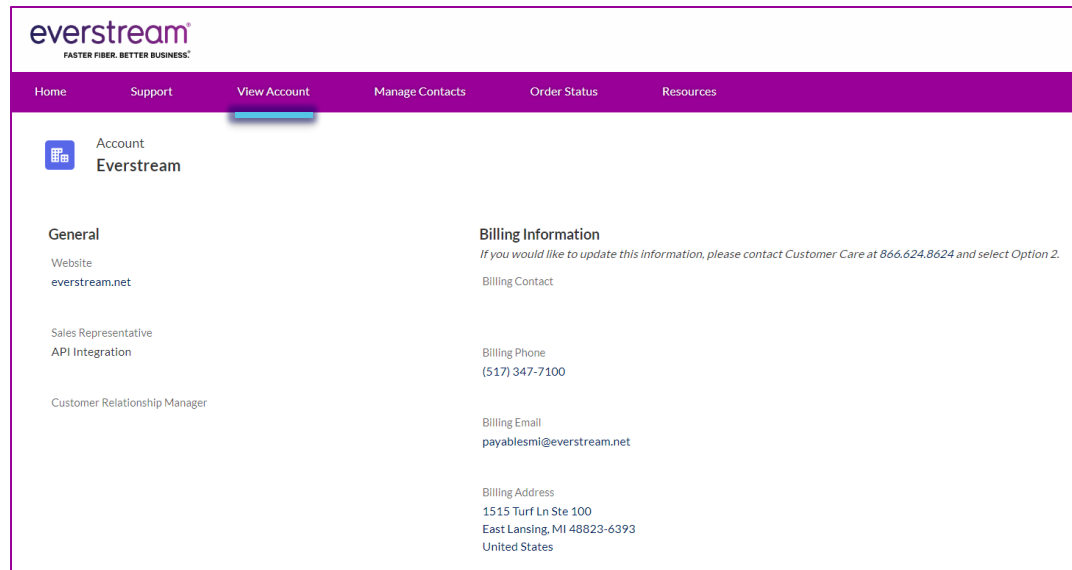 everstream®
FASTER FIBER. BETTER BUSINESS.®
Home Support View Account Manage Contacts Order Status Resources
Account
Everstream
General
Website
everstream.net
Sales Representative
API Integration
Customer Relationship Manager
Billing Information
If you would like to update this information, please contact Customer Care at 866.624.8624 and select Option 2.
Billing Contact
Billing Phone
(517) 347-7100
Billing Email
payablesmi@everstream.net
Billing Address
1515 Turf Ln Ste 100
East Lansing, MI 48823-6393
United States